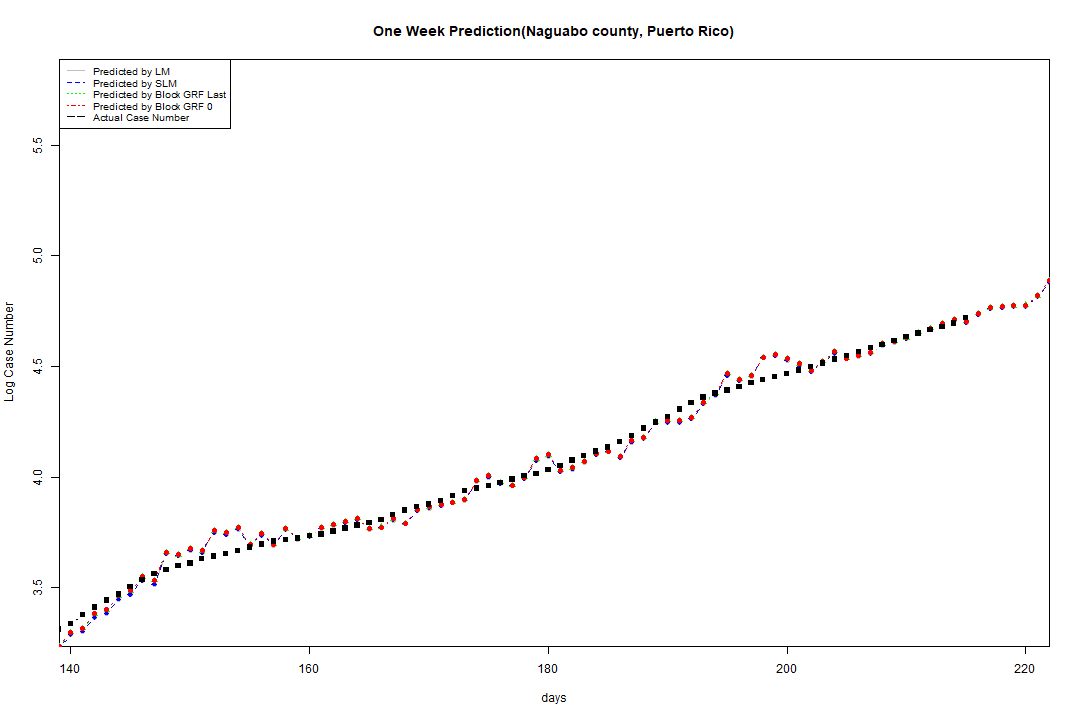 One Week Prediction(Naguabo county, Puerto Rico)
Predicted by LM
Predicted by SLM
Predicted by Block GRF Last
Predicted by Block GRF 0
Actual Case Number
5.5
5.0
4.5
4.0
3.5
Log Case Number
140 160 180 200 220
days